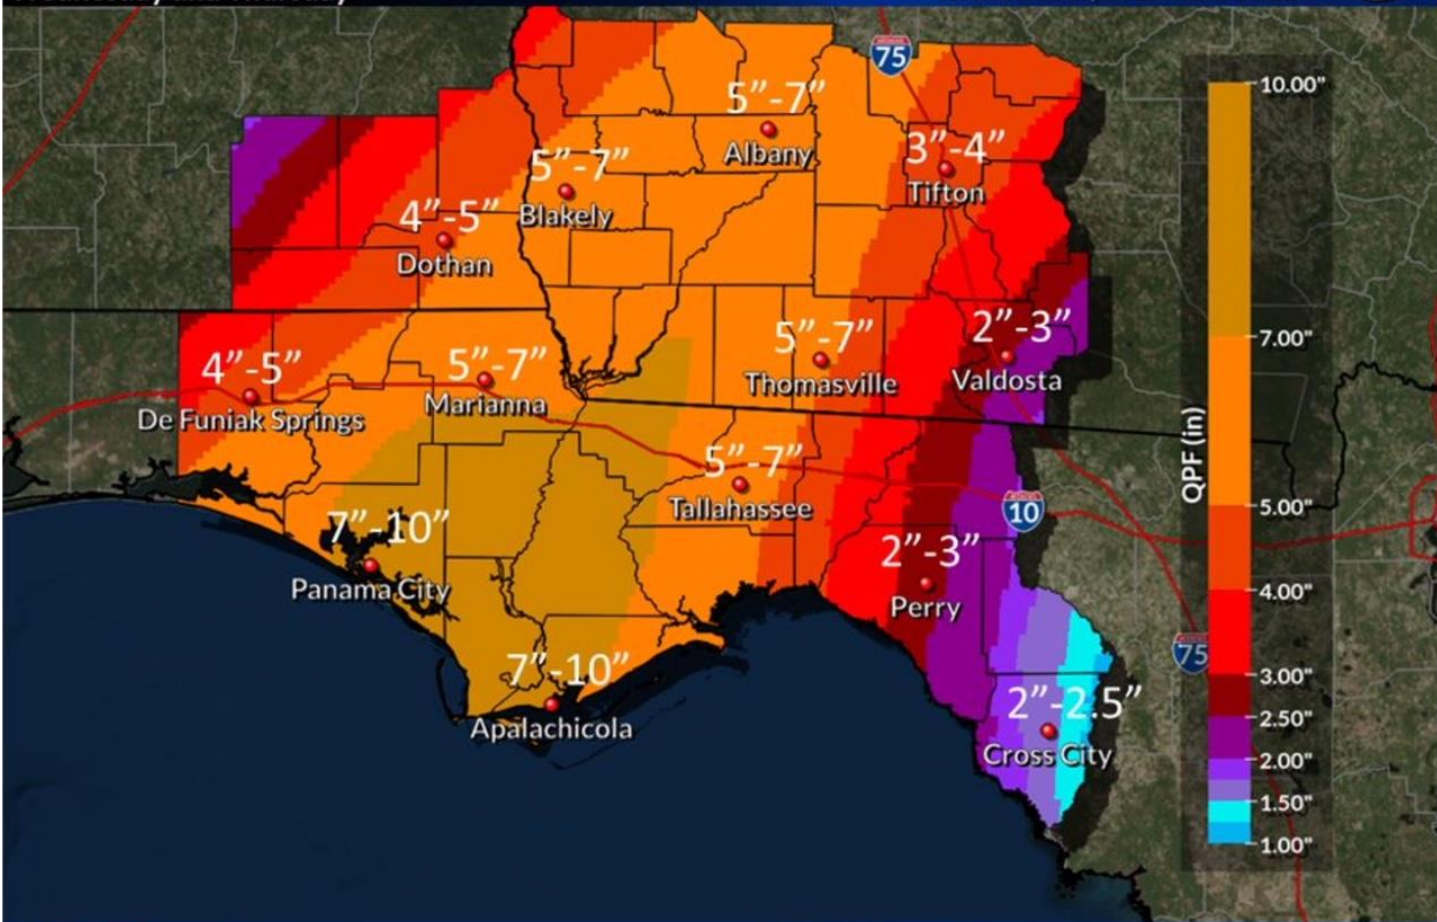 75
10.00"
5”-7”
Albany
3”-4”
Tifton
5”-7”
Blakely
4”-5”
Dothan
7.00"
2”-3”
Valdosta
5”-7”
Thomasville
4”-5”
De Funiak Springs
5”-7”
Marianna
QPF (in)
5”-7”
Tallahassee
5.00"
10
7”-10”
Panama City
2”-3”
Perry
4.00"
75
3.00"
7”-10”
Apalachicola
2”-2.5”
Cross City
2.50"
2.00"
1.50"
1.00"